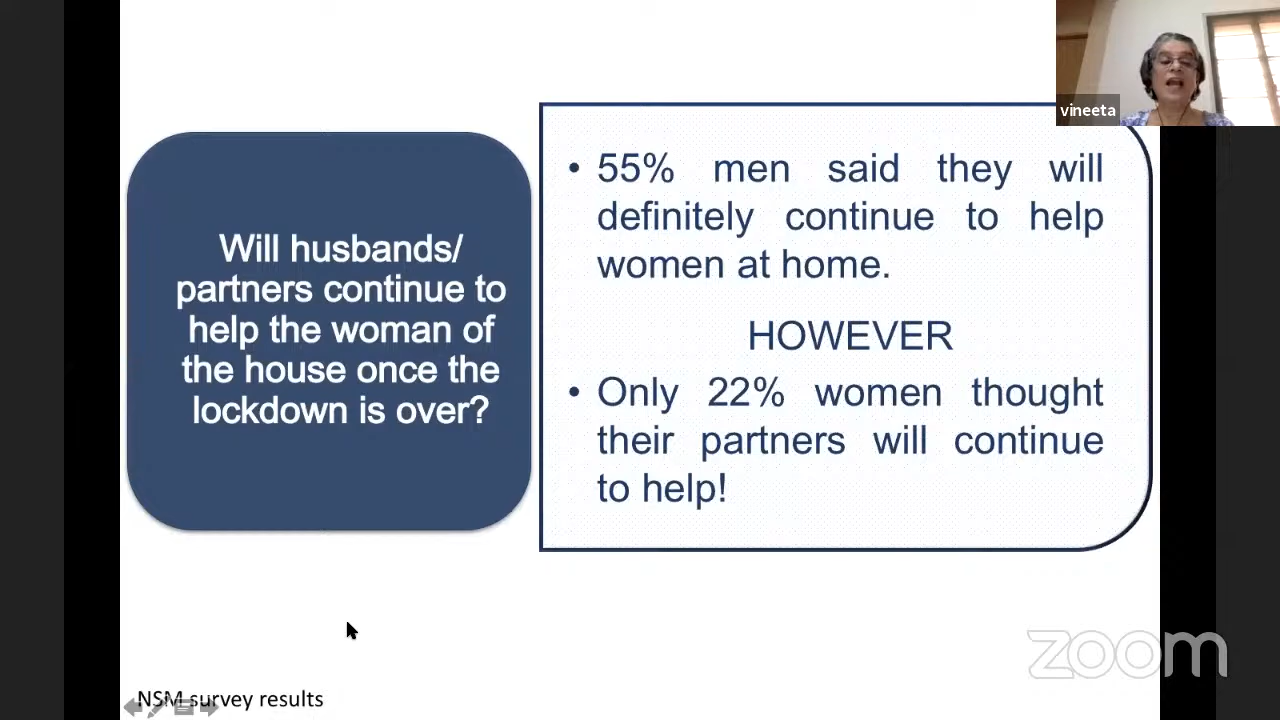 vineeta
Will husbands/
partners continue to
help the woman of
the house once the
lockdown is over?
• 55% men said they will
definitely continue to help
women at home.
HOWEVER
• Only 22% women thought
their partners will continue
to help!
zoom
NSM survey results